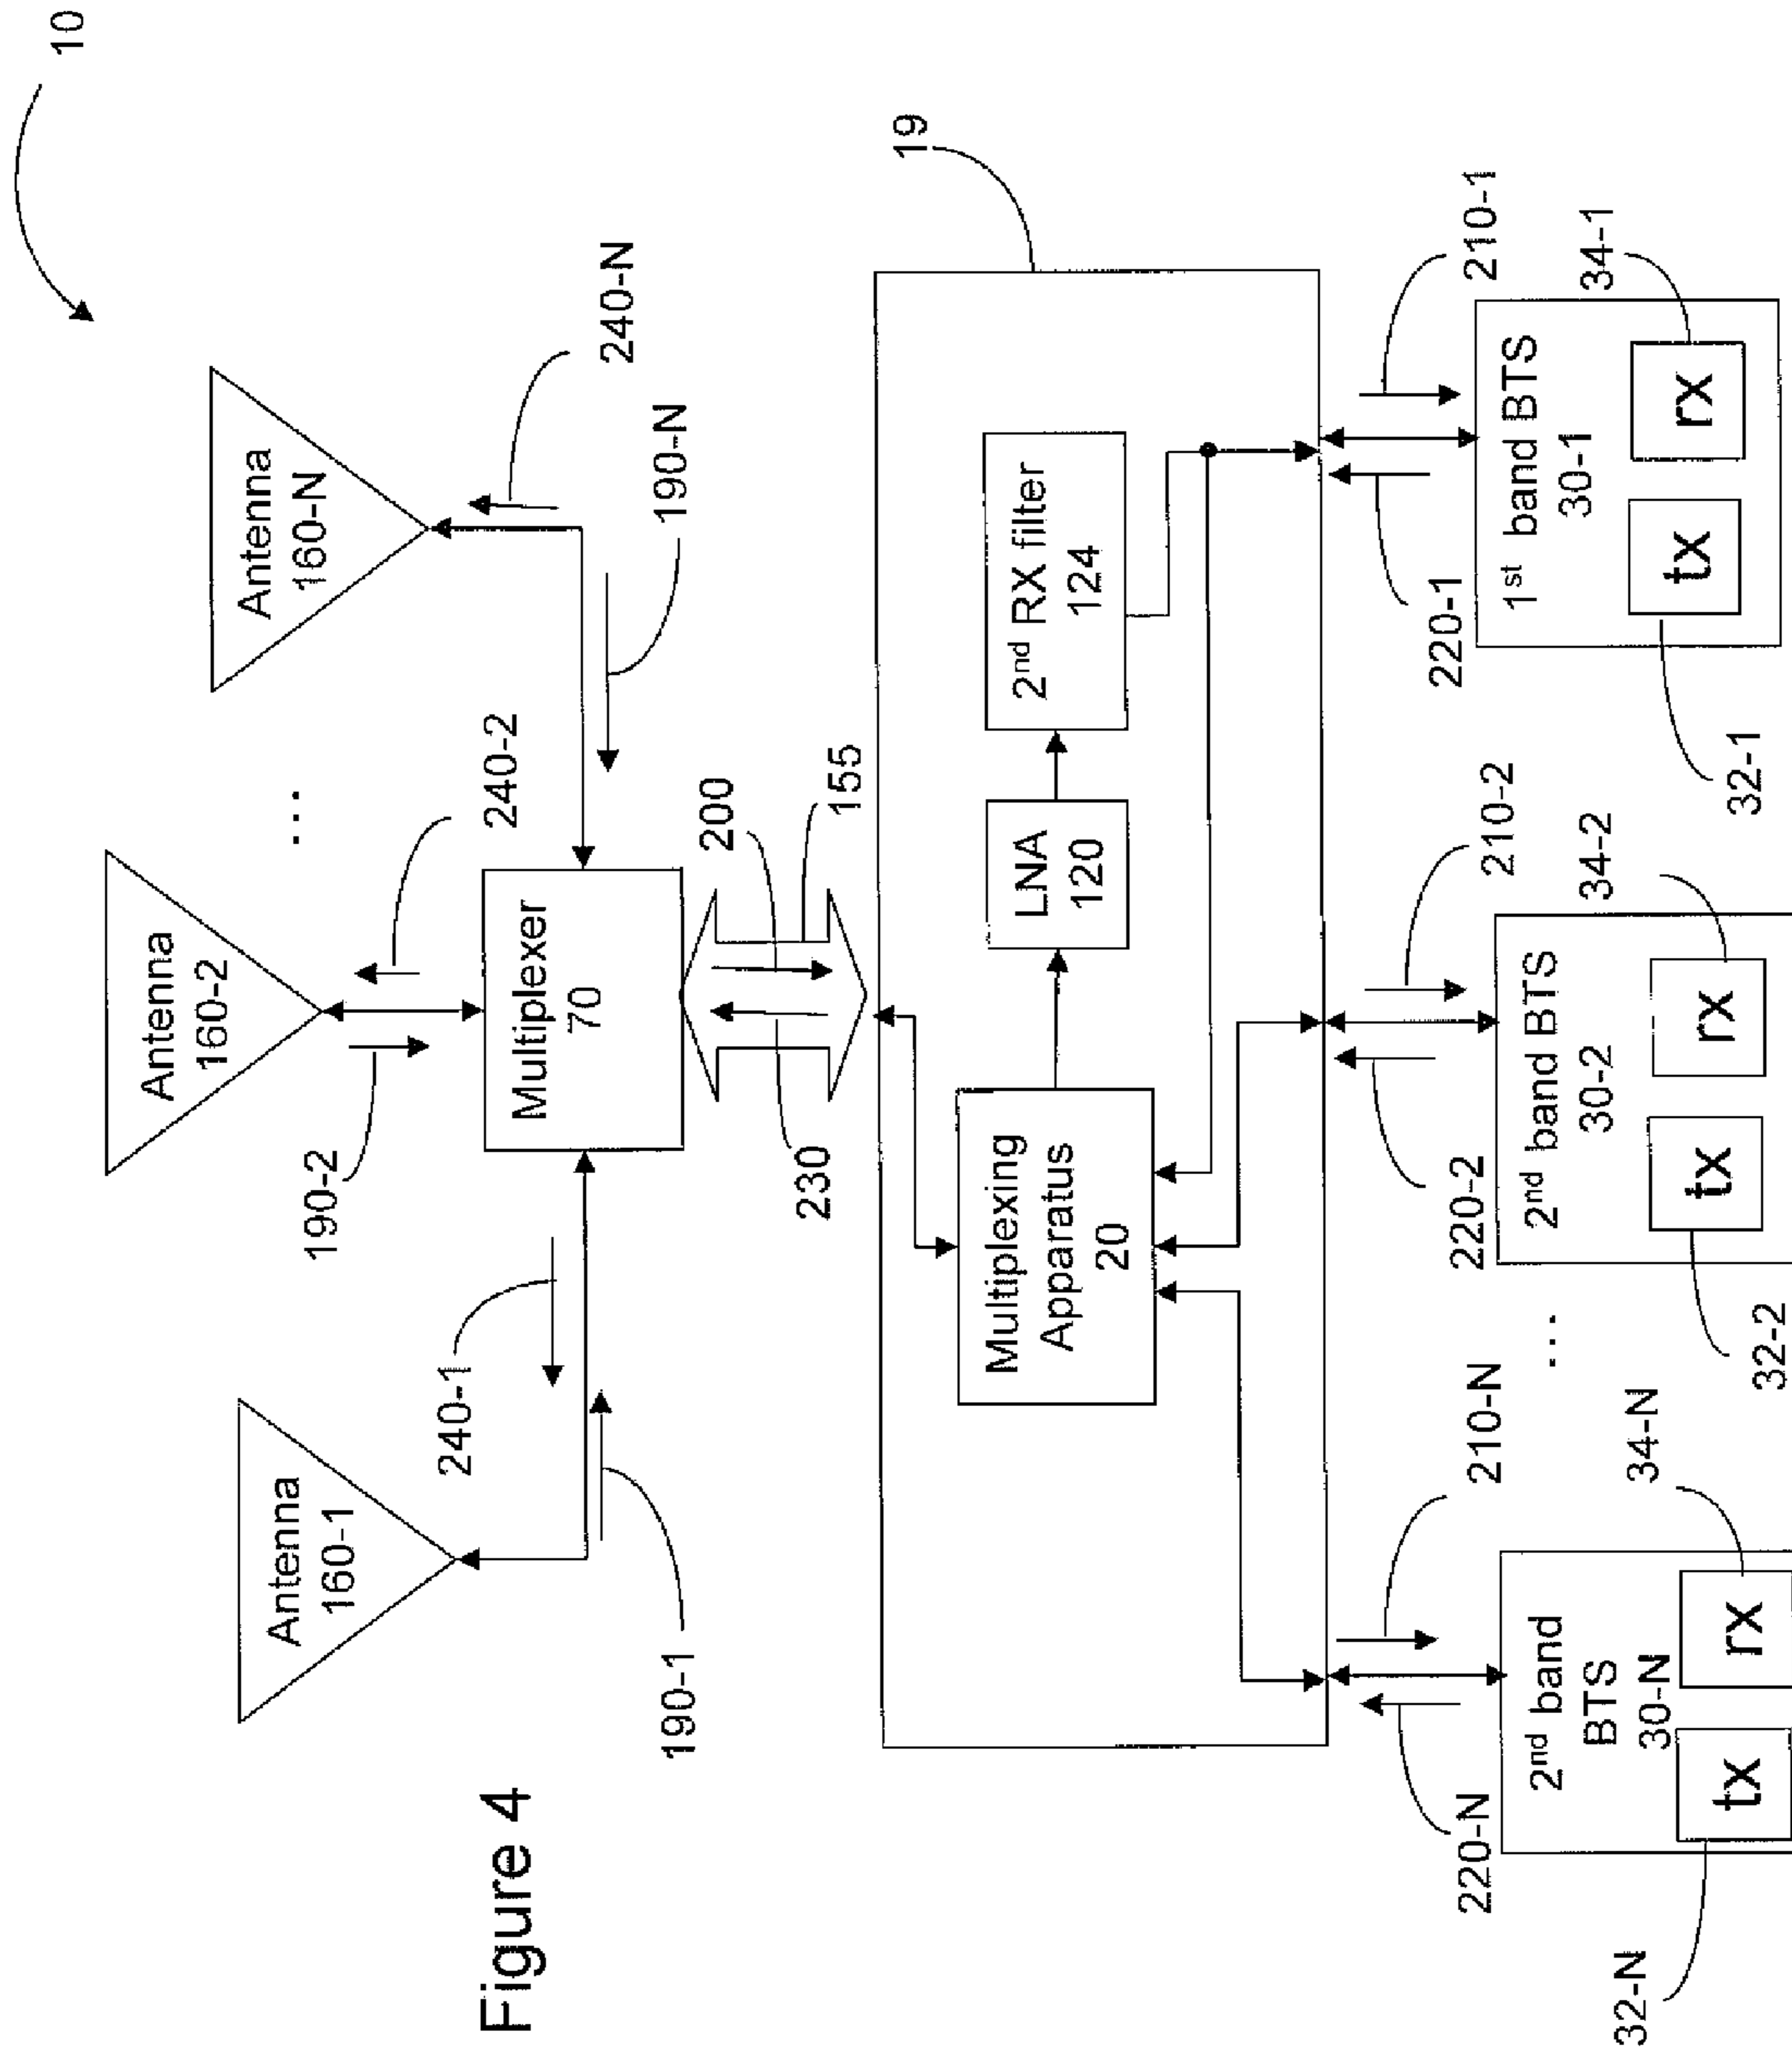 10
Antenna
160-2
Antenna
160-1
Antenna
160-N
...
190-2
240-2
240-1
240-N
Figure 4
Multiplexer
70
190-1
190-N
230
200
155
19
Multiplexing
Apparatus
20
LNA
120
2nd RX filter
124
220-N
210-N
220-2
210-2
220-1
210-1
2nd band
BTS
30-N
tx
rx
32-N
34-N
...
2nd band BTS
30-2
tx
rx
32-2
34-2
1st band BTS
30-1
tx
rx
32-1
34-1